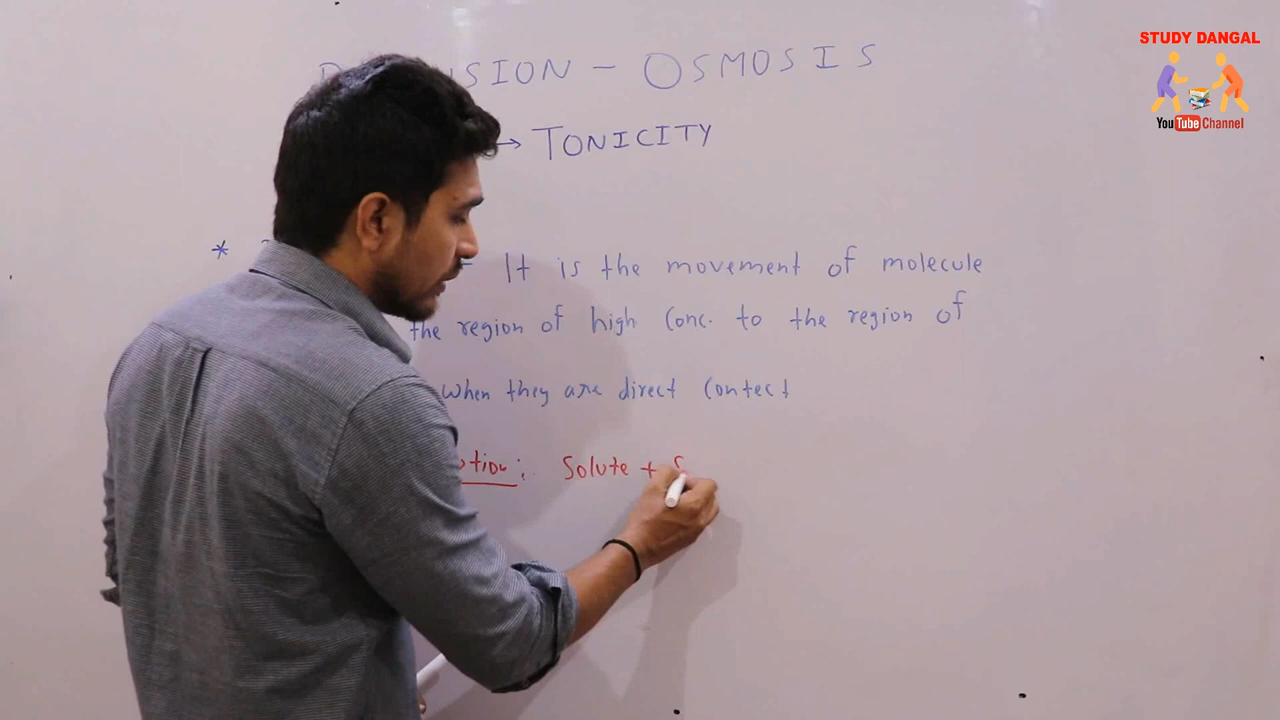 STUDY DANGAL
YouTube Channel
SION - OSMOSIS
→ TONICITY
* It is the movement of molecule
the region of high Conc. to the region of
when they are direct Contect
otion: Solute + S